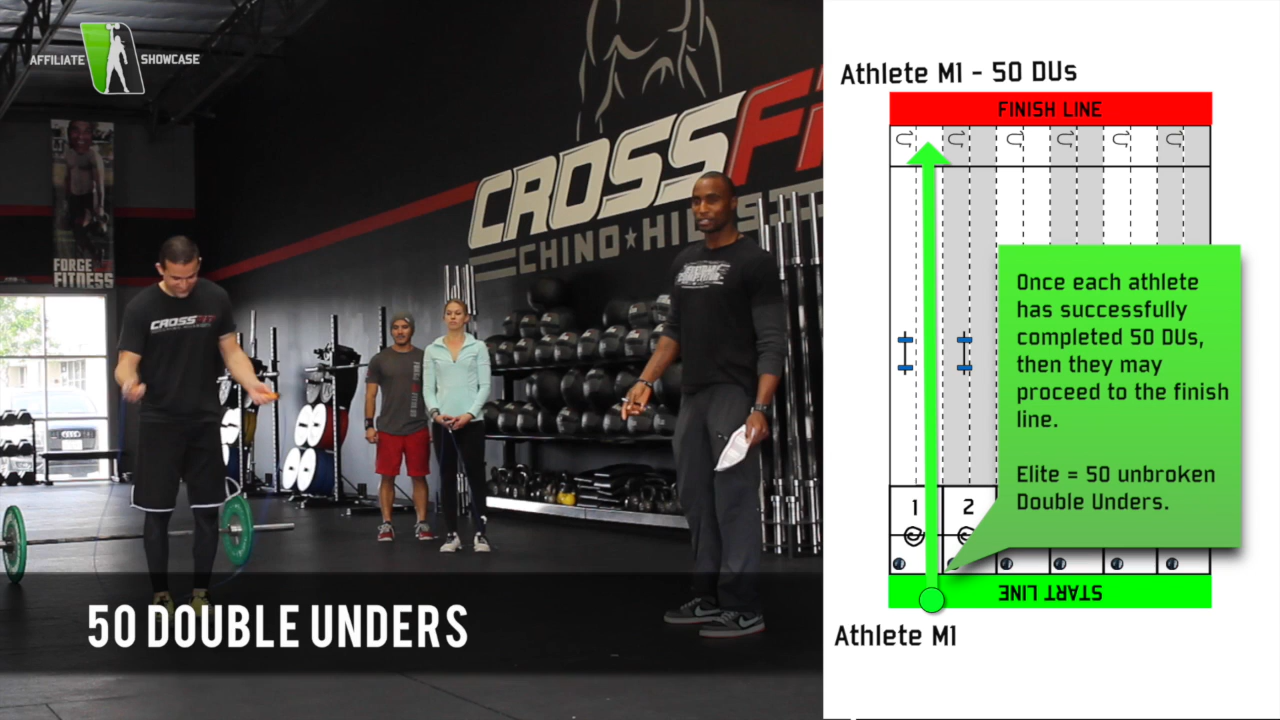 AFFILIATE SHOWCASE
FORGE
FITNESS
CROSSFI
CHINO★HILLS
CROSSFIT
50 DOUBLE UNDERS
Athlete M1 - 50 DUs
FINISH LINE
Once each athlete
has successfully
completed 50 DUs,
then they may
proceed to the finish
line.
Elite = 50 unbroken
Double Unders.
1
2
START LINE
Athlete M1